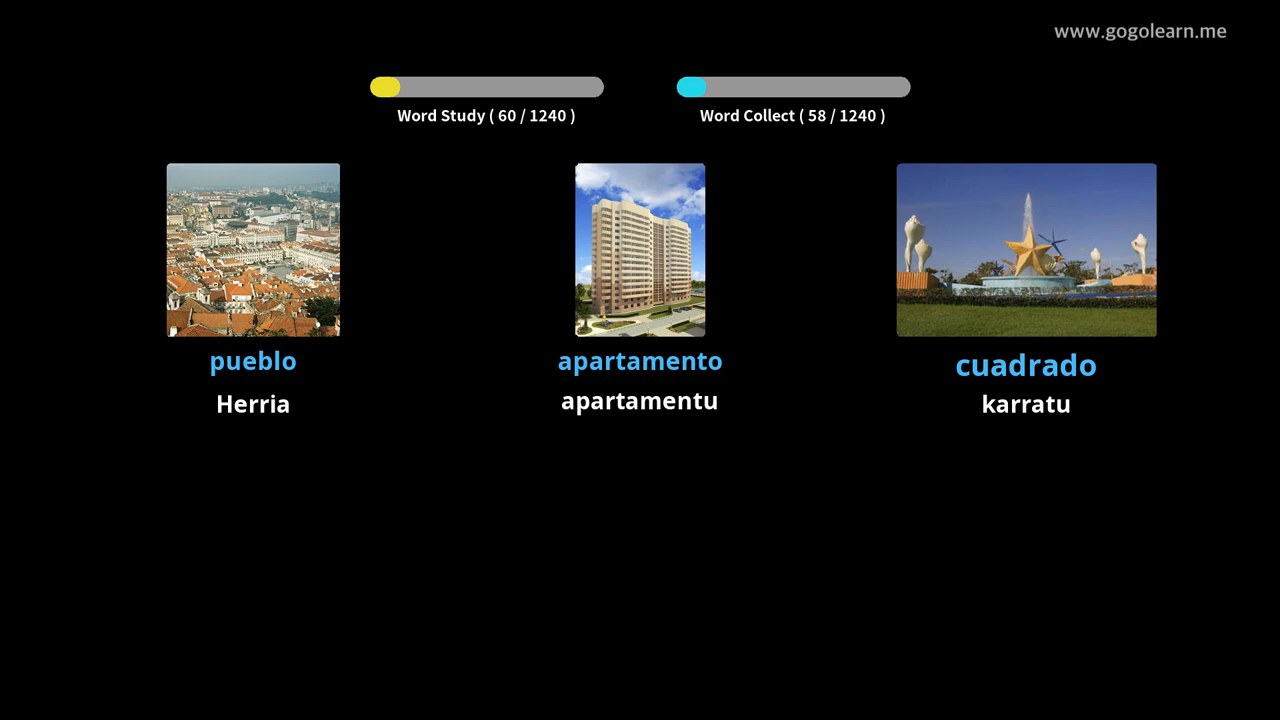 www.gogolearn.me
Word Study ( 60 / 1240 )
Word Collect ( 58 / 1240 )
pueblo
Herria
apartamento
apartamentu
cuadrado
karratu